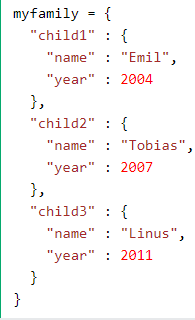 myfamily = {
  "child1" : {
    "name" : "Emil",
    "year" : 2004
  },
  "child2" : {
    "name" : "Tobias",
    "year" : 2007
  },
  "child3" : {
    "name" : "Linus",
    "year" : 2011
  }
}